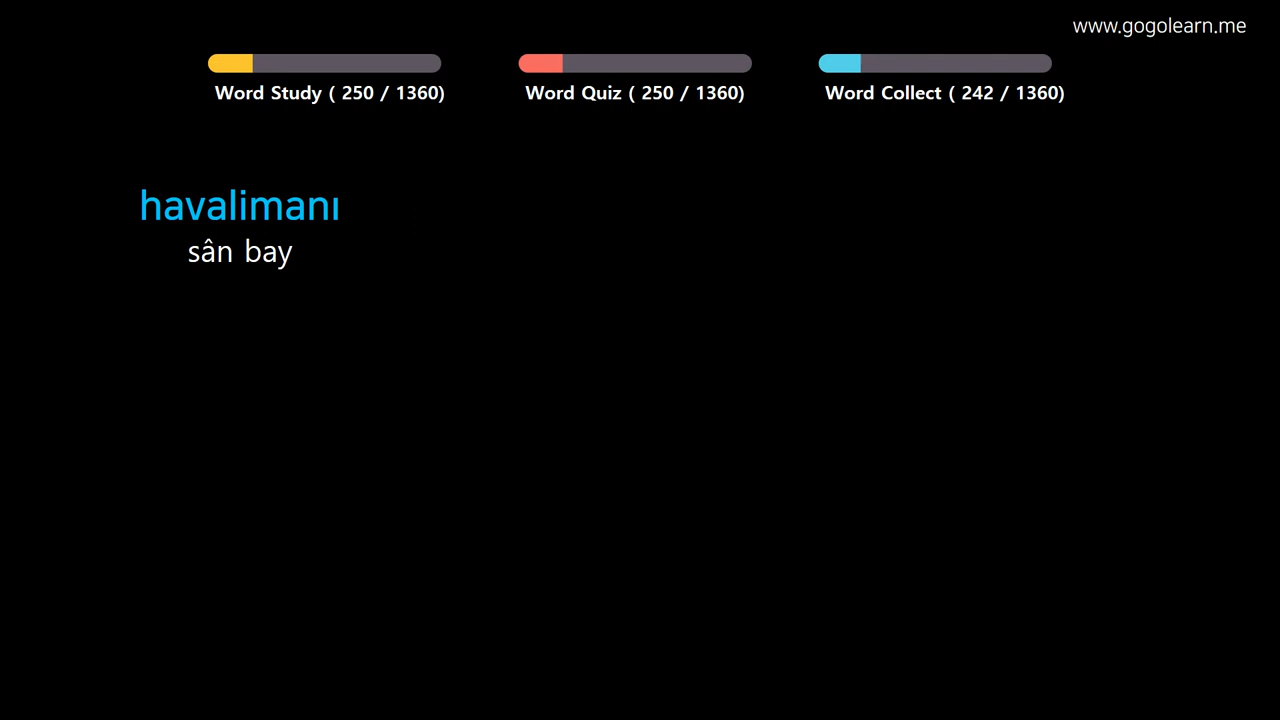 www.gogolearn.me
Word Study ( 250 / 1360)
Word Quiz ( 250 / 1360)
Word Collect ( 242 / 1360)
havalimanı
sân bay